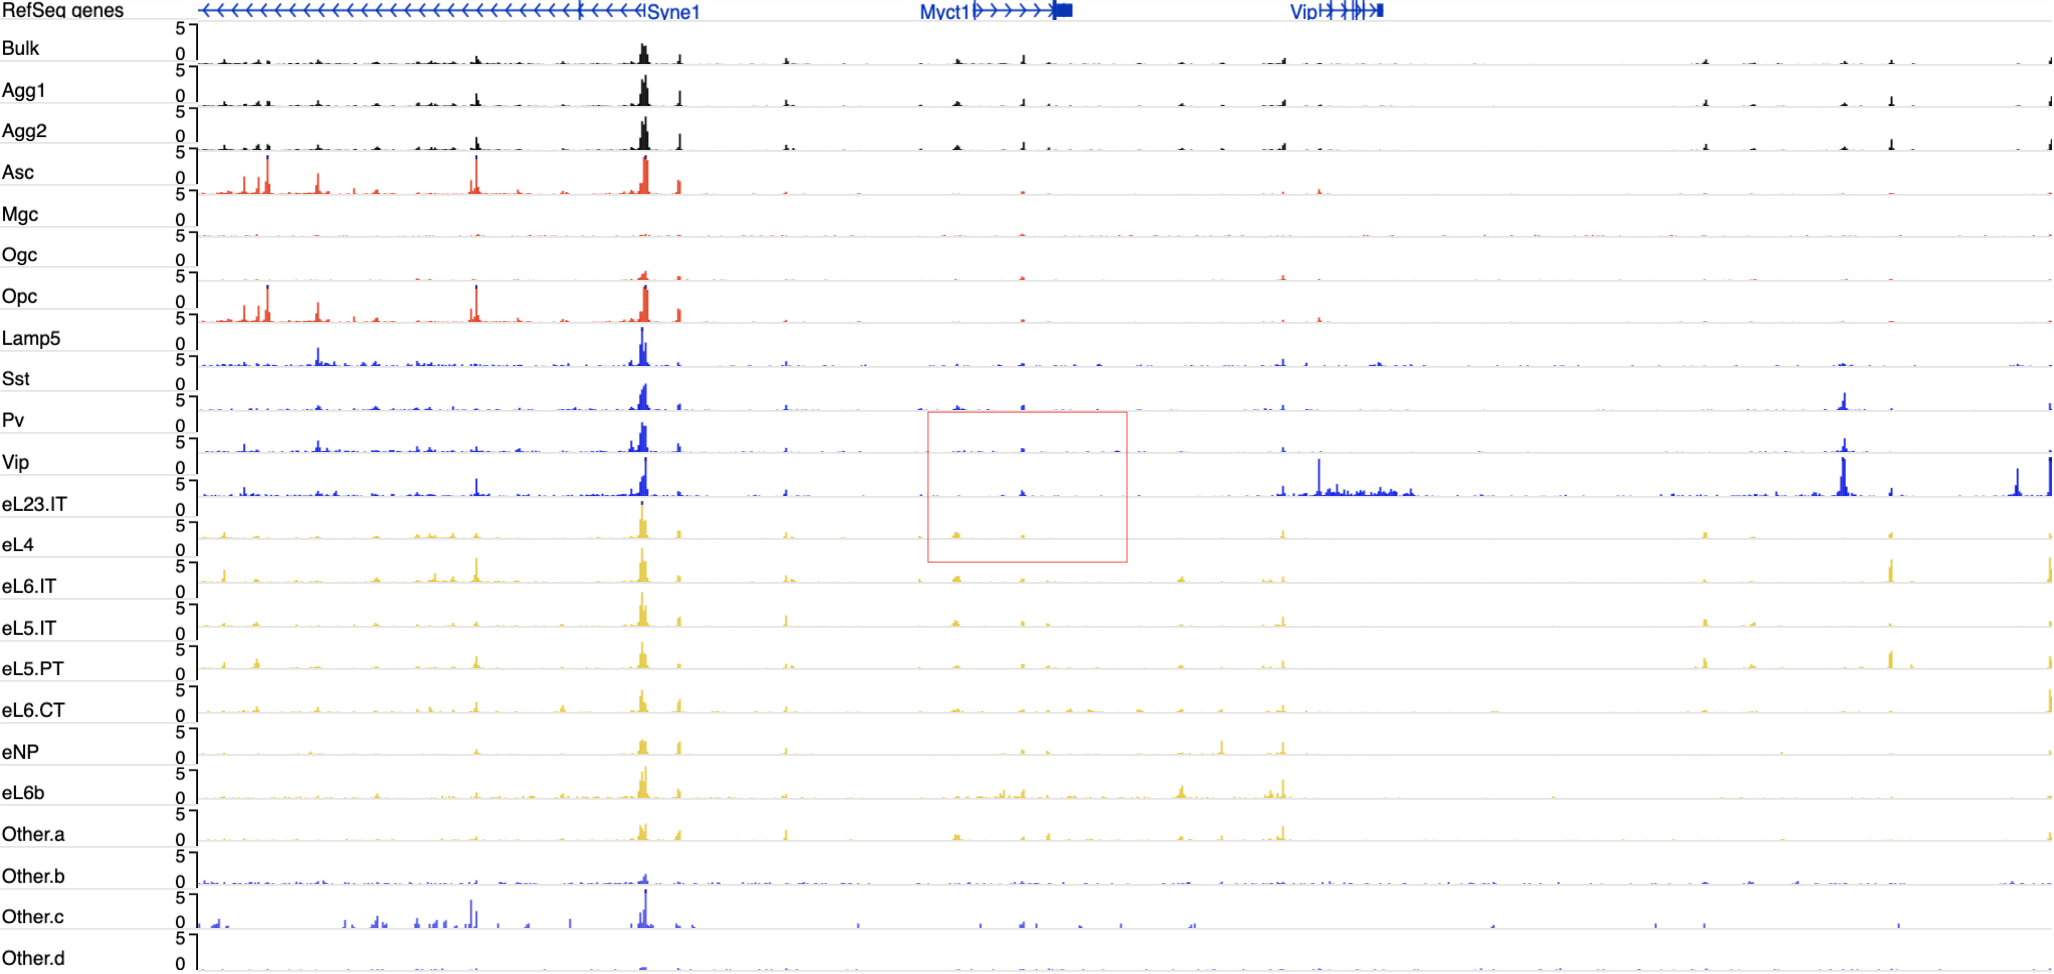 RefSeq genes Syne1 Myct1 Vip
5
Bulk 0
5
Agg1 0
5
Agg2 0
5
Asc 0
5
Mgc 0
5
Ogc 0
5
Opc 0
5
Lamp5 0
5
Sst 0
5
Pv 0
5
Vip 0
5
eL23.IT 0
5
eL4 0
5
eL6.IT 0
5
eL5.IT 0
5
eL5.PT 0
5
eL6.CT 0
5
eNP 0
5
eL6b 0
5
Other.a 0
5
Other.b 0
5
Other.c 0
5
Other.d 0